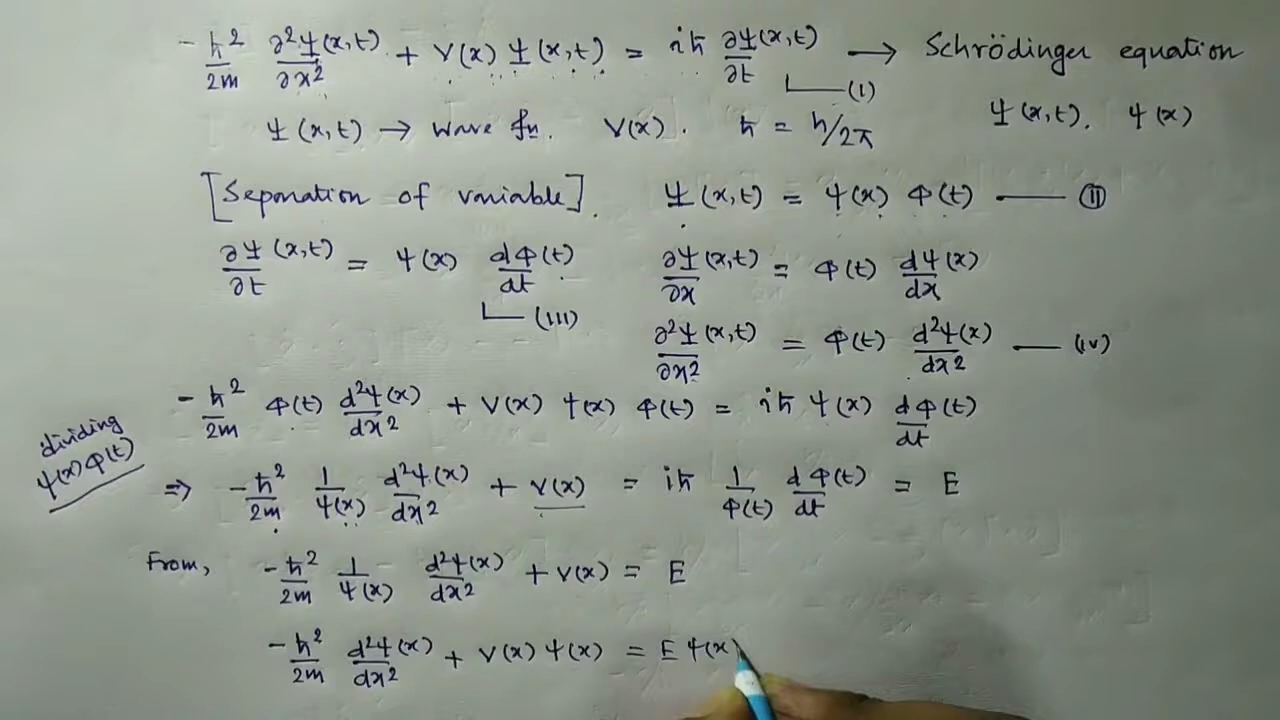 -ħ²/2m ∂²Ψ(x,t)/∂x² + V(x) Ψ(x,t) = iħ ∂Ψ(x,t)/∂t → Schrödinger equation
(I)
Ψ(x,t) → Wave fn. V(x). ħ = h/2π Ψ(x,t). ψ(x)
[Separation of variable]. Ψ(x,t) = ψ(x) Φ(t) — (II)
∂Ψ(x,t)/∂t = ψ(x) dΦ(t)/dt ∂Ψ(x,t)/∂x = Φ(t) dψ(x)/dx
(III)
∂²Ψ(x,t)/∂x² = Φ(t) d²ψ(x)/dx² — (IV)
-ħ²/2m Φ(t) d²ψ(x)/dx² + V(x) ψ(x) Φ(t) = iħ ψ(x) dΦ(t)/dt
dividing
ψ(x) Φ(t)
⇒ -ħ²/2m 1/ψ(x) d²ψ(x)/dx² + V(x) = iħ 1/Φ(t) dΦ(t)/dt = E
From, -ħ²/2m 1/ψ(x) d²ψ(x)/dx² + V(x) = E
-ħ²/2m d²ψ(x)/dx² + V(x) ψ(x) = E ψ(x)